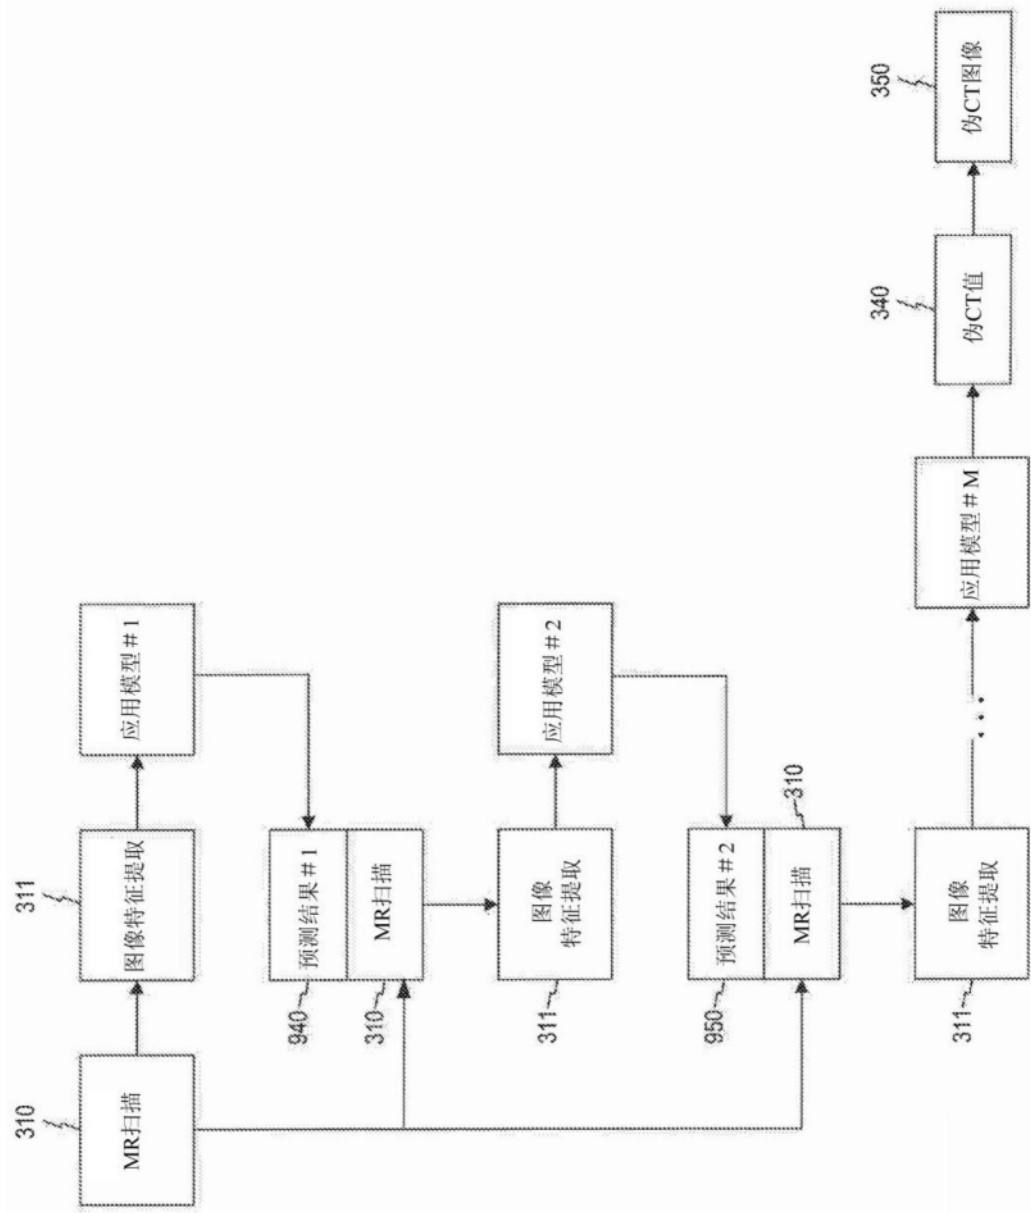 310
MR扫描
311
图像特征提取
应用模型＃1
940
预测结果＃1
310
MR扫描
311
图像
特征提取
应用模型＃2
950
预测结果＃2
MR扫描
310
311
图像
特征提取
...
应用模型＃M
340
伪CT值
350
伪CT图像